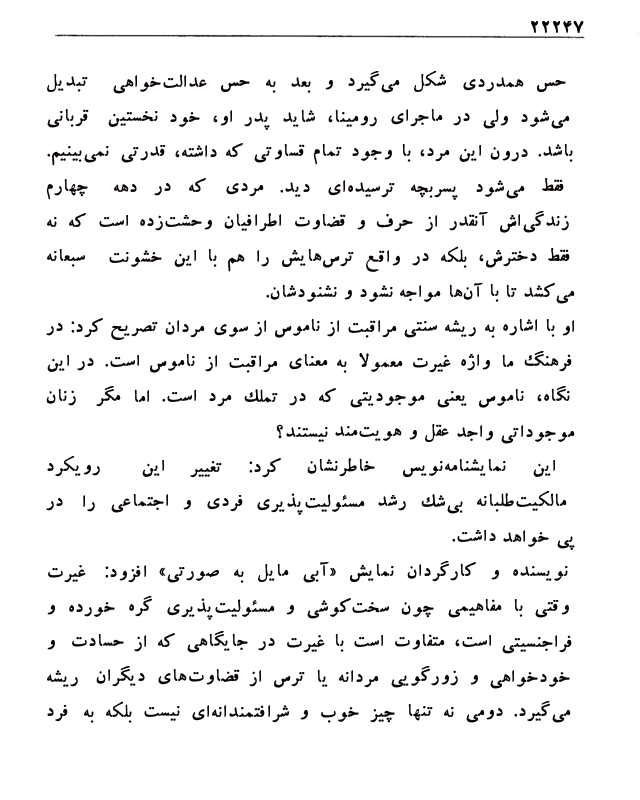 ۲۲۲۴۷
حس همدردی شکل می‌گیرد و بعد به حس عدالت‌خواهی تبدیل
می‌شود ولی در ماجرای رومینا، شاید پدر او، خود نخستین قربانی
باشد. درون این مرد، با وجود تمام قساوتی که داشته، قدرتی نمی‌بینیم.
فقط می‌شود پسربچه ترسیده‌ای دید. مردی که در دهه چهارم
زندگی‌اش آنقدر از حرف و قضاوت اطرافیان وحشت‌زده است که نه
فقط دخترش، بلکه در واقع ترس‌هایش را هم با این خشونت سبعانه
می‌کشد تا با آن‌ها مواجه نشود و نشنودشان.
او با اشاره به ریشه سنتی مراقبت از ناموس از سوی مردان تصریح کرد: در
فرهنگ ما واژه غیرت معمولا به معنای مراقبت از ناموس است. در این
نگاه، ناموس یعنی موجودیتی که در تملك مرد است. اما مگر زنان
موجوداتی واجد عقل و هویت‌مند نیستند؟
این نمایشنامه‌نویس خاطرنشان کرد: تغییر این رویکرد
مالکیت‌طلبانه بی‌شك رشد مسئولیت‌پذیری فردی و اجتماعی را در
پی خواهد داشت.
نویسنده و کارگردان نمایش «آبی مایل به صورتی» افزود: غیرت
وقتی با مفاهیمی چون سخت‌کوشی و مسئولیت‌پذیری گره خورده و
فراجنسیتی است، متفاوت است با غیرت در جایگاهی که از حسادت و
خودخواهی و زورگویی مردانه یا ترس از قضاوت‌های دیگران ریشه
می‌گیرد. دومی نه تنها چیز خوب و شرافتمندانه‌ای نیست بلکه به فرد